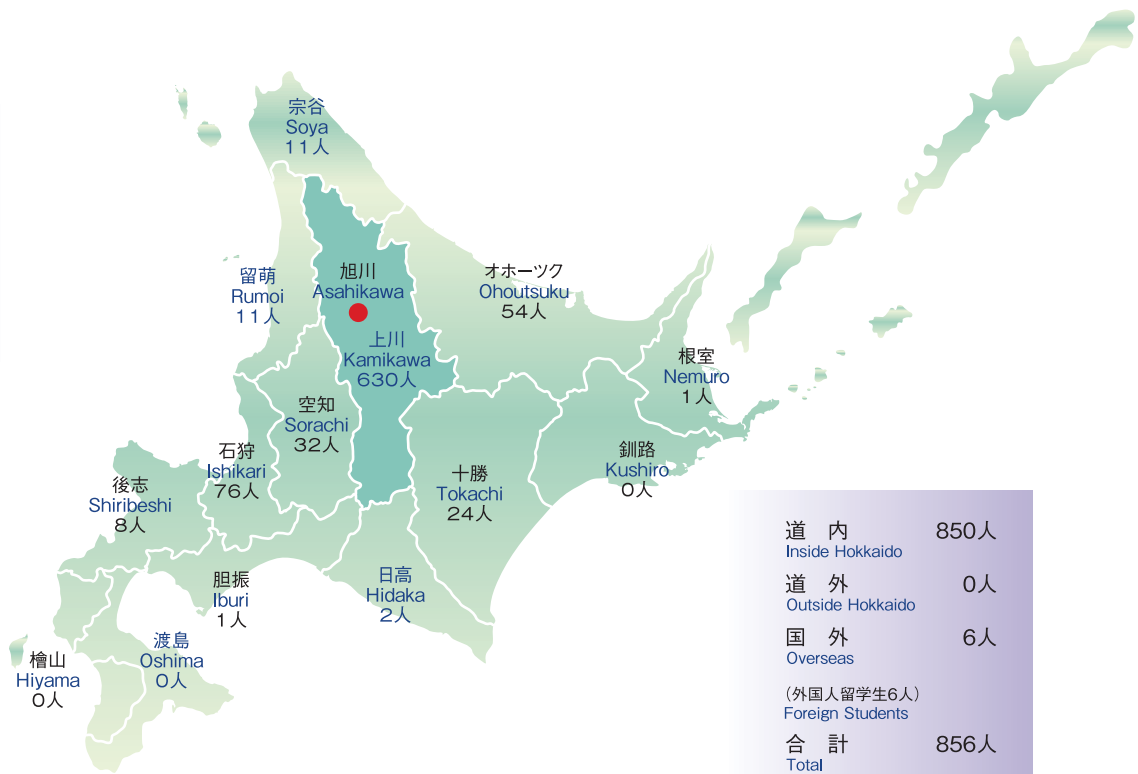 宗谷
Soya
11人
留萌
Rumoi
11人
旭川
Asahikawa
上川
Kamikawa
630人
オホーツク
Ohoutsuku
54人
根室
Nemuro
1人
空知
Sorachi
32人
石狩
Ishikari
76人
後志
Shiribeshi
8人
十勝
Tokachi
24人
釧路
Kushiro
0人
胆振
Iburi
1人
日高
Hidaka
2人
渡島
Oshima
0人
檜山
Hiyama
0人
道 内 850人
Inside Hokkaido
道 外 0人
Outside Hokkaido
国 外 6人
Overseas
（外国人留学生6人）
Foreign Students
合 計 856人
Total